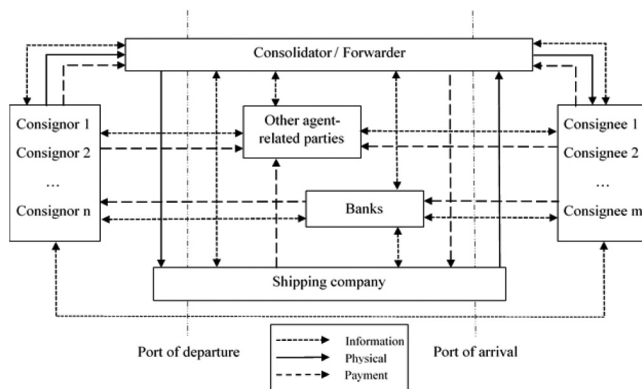 Consolidator / Forwarder
Consignor 1
Consignor 2
...
Consignor n
Other agent-
related parties
Banks
Consignee 1
Consignee 2
...
Consignee m
Shipping company
Port of departure
Information
Physical
Payment
Port of arrival